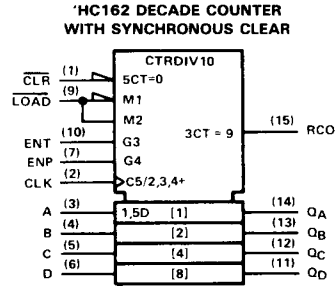 'HC162 DECADE COUNTER
WITH SYNCHRONOUS CLEAR
CTRDIV10
CLR (1) 5CT=0
LOAD (9) M1
M2
ENT (10) G3 3CT = 9 (15) RCO
ENP (7) G4
CLK (2) C5/2,3,4+
A (3) 1,5D [1] (14) QA
B (4) [2] (13) QB
C (5) [4] (12) QC
D (6) [8] (11) QD